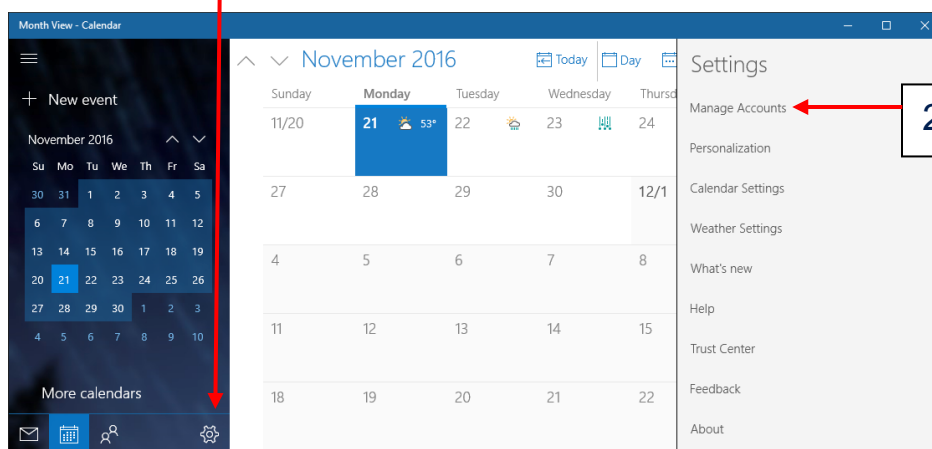 Month View - Calendar
New event
November 2016
Su Mo Tu We Th Fr Sa
30 31 1 2 3 4 5
6 7 8 9 10 11 12
13 14 15 16 17 18 19
20 21 22 23 24 25 26
27 28 29 30 1 2 3
4 5 6 7 8 9 10
More calendars
November 2016 Today Day
Sunday Monday Tuesday Wednesday Thursd
11/20 21 53° 22 23 24
27 28 29 30 12/1
4 5 6 7 8
11 12 13 14 15
18 19 20 21 22
Settings
Manage Accounts
2
Personalization
Calendar Settings
Weather Settings
What's new
Help
Trust Center
Feedback
About